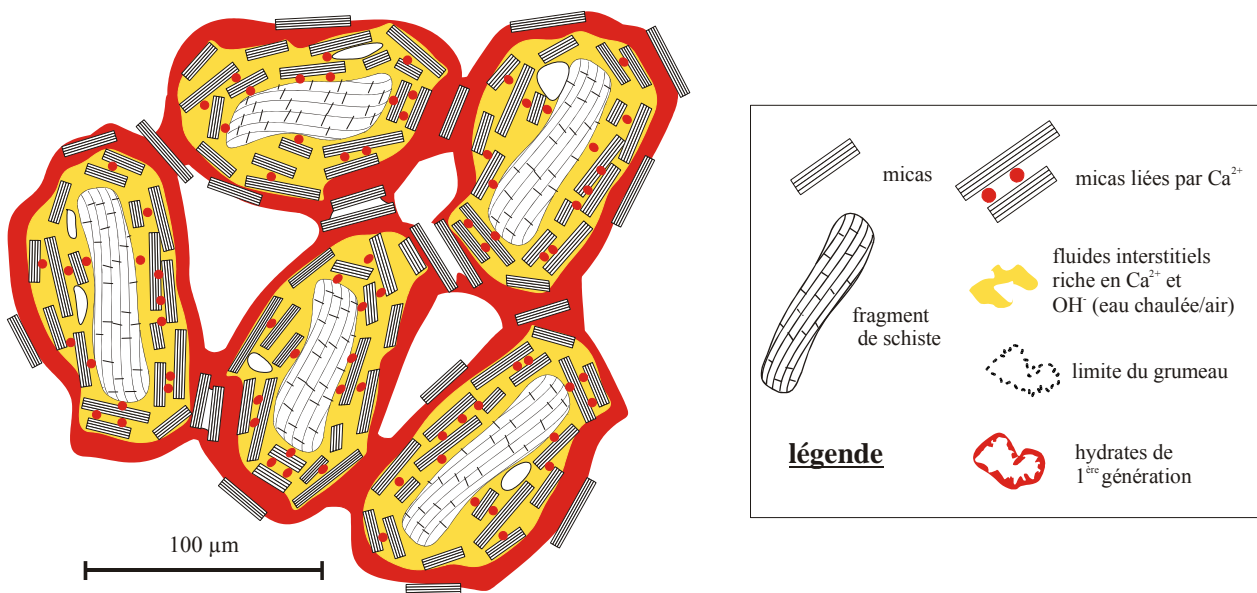 micas
micas liées par Ca²⁺
fragment
de schiste
fluides interstitiels
riche en Ca²⁺ et
OH⁻ (eau chaulée/air)
limite du grumeau
légende
hydrates de
1ère génération
100 µm